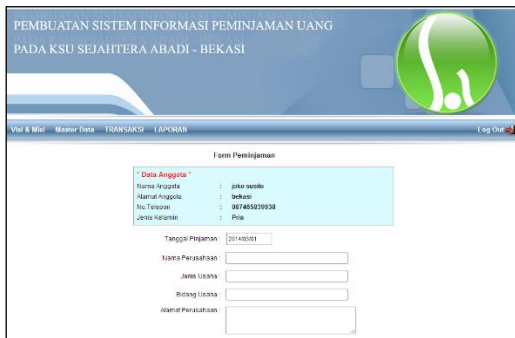 PEMBUATAN SISTEM INFORMASI PEMINJAMAN UANG
PADA KSU SEJAHTERA ABADI - BEKASI
Visi & Misi Master Data TRANSAKSI LAPORAN Log Out
Form Peminjaman
* Data Anggota *
Nama Anggota : joko susilo
Alamat Anggota : bekasi
No.Telepon : 087465839938
Jenis Kelamin : Pria
Tanggal Pinjaman : 2014/03/01
Nama Perusahaan :
Jenis Usaha :
Bidang Usaha :
Alamat Perusahaan :